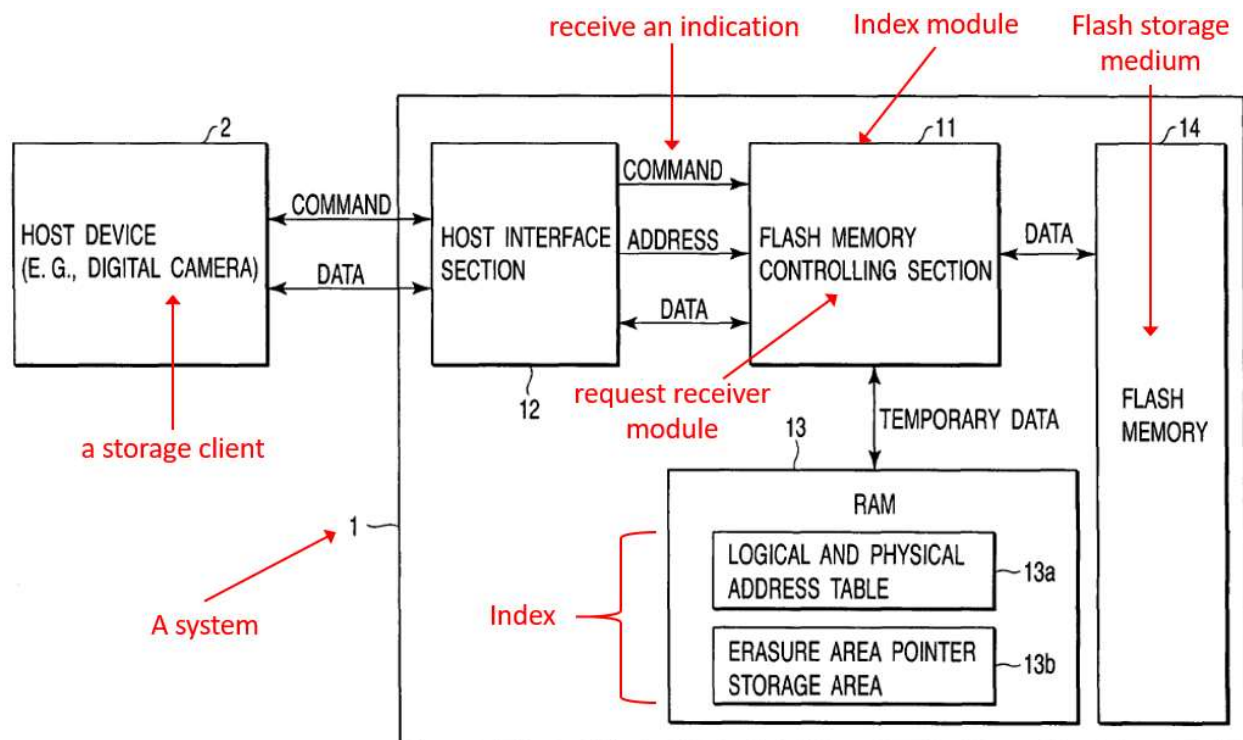 receive an indication
Index module
Flash storage
medium
2
11
14
HOST DEVICE
(E. G., DIGITAL CAMERA)
COMMAND
DATA
HOST INTERFACE
SECTION
COMMAND
ADDRESS
DATA
FLASH MEMORY
CONTROLLING SECTION
DATA
FLASH
MEMORY
12
request receiver
module
a storage client
TEMPORARY DATA
13
RAM
1
LOGICAL AND PHYSICAL
ADDRESS TABLE
13a
Index
A system
ERASURE AREA POINTER
STORAGE AREA
13b